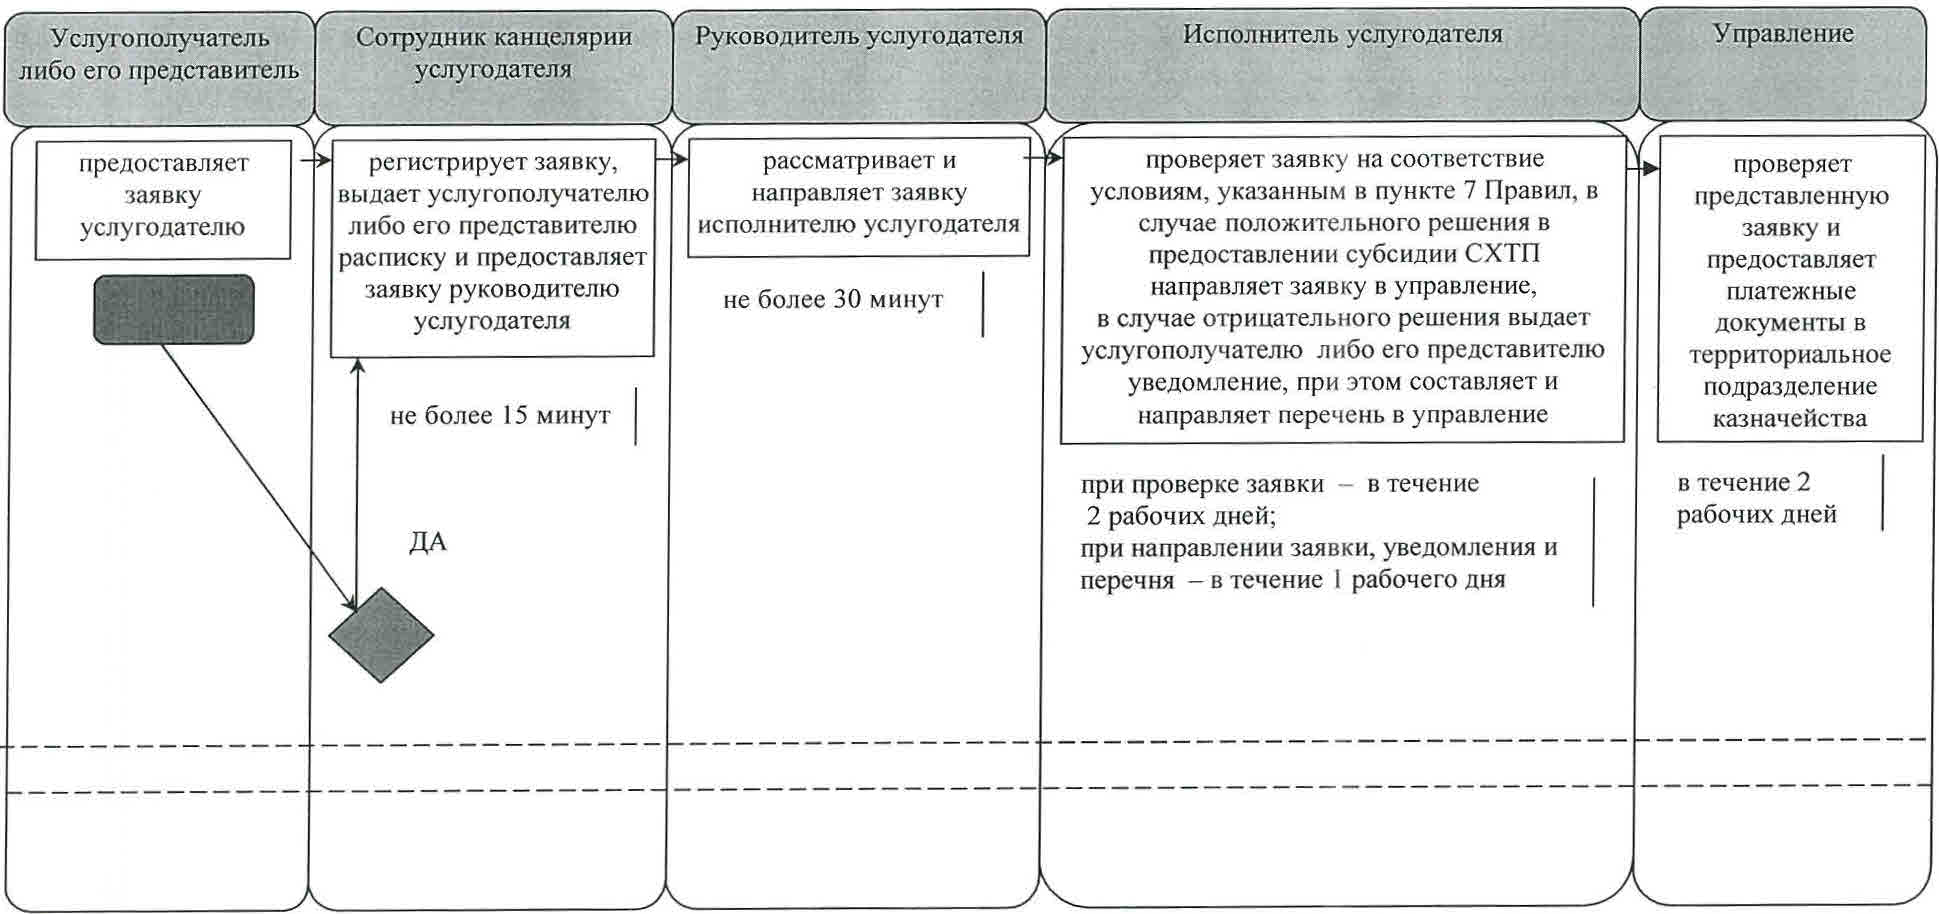 Услугополучатель
либо его представитель
Сотрудник канцелярии
услугодателя
Руководитель услугодателя
Исполнитель услугодателя
Управление
предоставляет
заявку
услугодателю
регистрирует заявку,
выдает услугополучателю
либо его представителю
расписку и предоставляет
заявку руководителю
услугодателя
не более 15 минут
ДА
рассматривает и
направляет заявку
исполнителю услугодателя
не более 30 минут
проверяет заявку на соответствие
условиям, указанным в пункте 7 Правил, в
случае положительного решения в
предоставлении субсидии СХТП
направляет заявку в управление,
в случае отрицательного решения выдает
услугополучателю либо его представителю
уведомление, при этом составляет и
направляет перечень в управление
при проверке заявки – в течение
2 рабочих дней;
при направлении заявки, уведомления и
перечня – в течение 1 рабочего дня
проверяет
представленную
заявку и
предоставляет
платежные
документы в
территориальное
подразделение
казначейства
в течение 2
рабочих дней